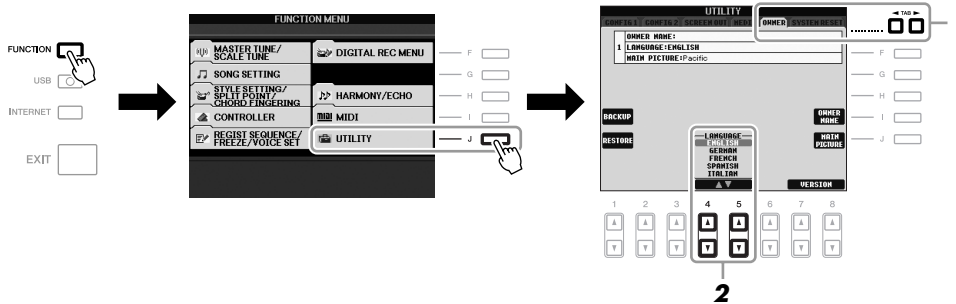 FUNCTION
USB
INTERNET
EXIT
FUNCTION MENU
MASTER TUNE/
SCALE TUNE
SONG SETTING
STYLE SETTING/
SPLIT POINT/
CHORD FINGERING
CONTROLLER
REGIST SEQUENCE/
FREEZE/VOICE SET
DIGITAL REC MENU
HARMONY/ECHO
MIDI
UTILITY
F
G
H
I
J
UTILITY
CONFIG 1 CONFIG 2 SCREEN OUT MEDIA OWNER SYSTEM RESET
◄ TAB ►
OWNER NAME:
1 LANGUAGE:ENGLISH
MAIN PICTURE:Pacific
BACKUP
RESTORE
OWNER
NAME
MAIN
PICTURE
LANGUAGE
ENGLISH
GERMAN
FRENCH
SPANISH
ITALIAN
▲▼
VERSION
F
G
H
I
J
1 2 3 4 5 6 7 8
2